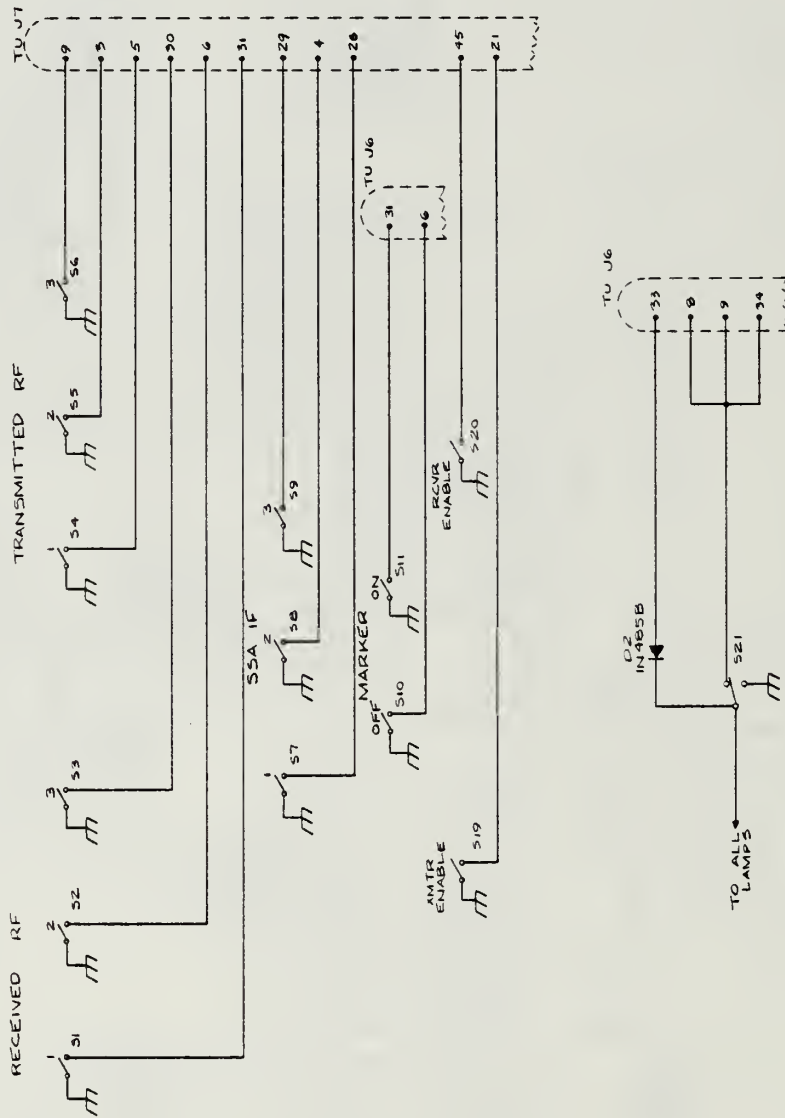 TU J7
9
3
5
30
6
31
29
4
28
45
21
TRANSMITTED RF
3
S6
2
S5
1
S4
RECEIVED RF
3
S3
2
S2
1
S1
SSA IF
3
S9
2
S8
1
S7
TU J6
31
6
MARKER
ON
S11
OFF
S10
RCVR
ENABLE
S20
XMTR
ENABLE
S19
TU J6
33
8
9
34
D2
1N485B
S21
TO ALL
LAMPS